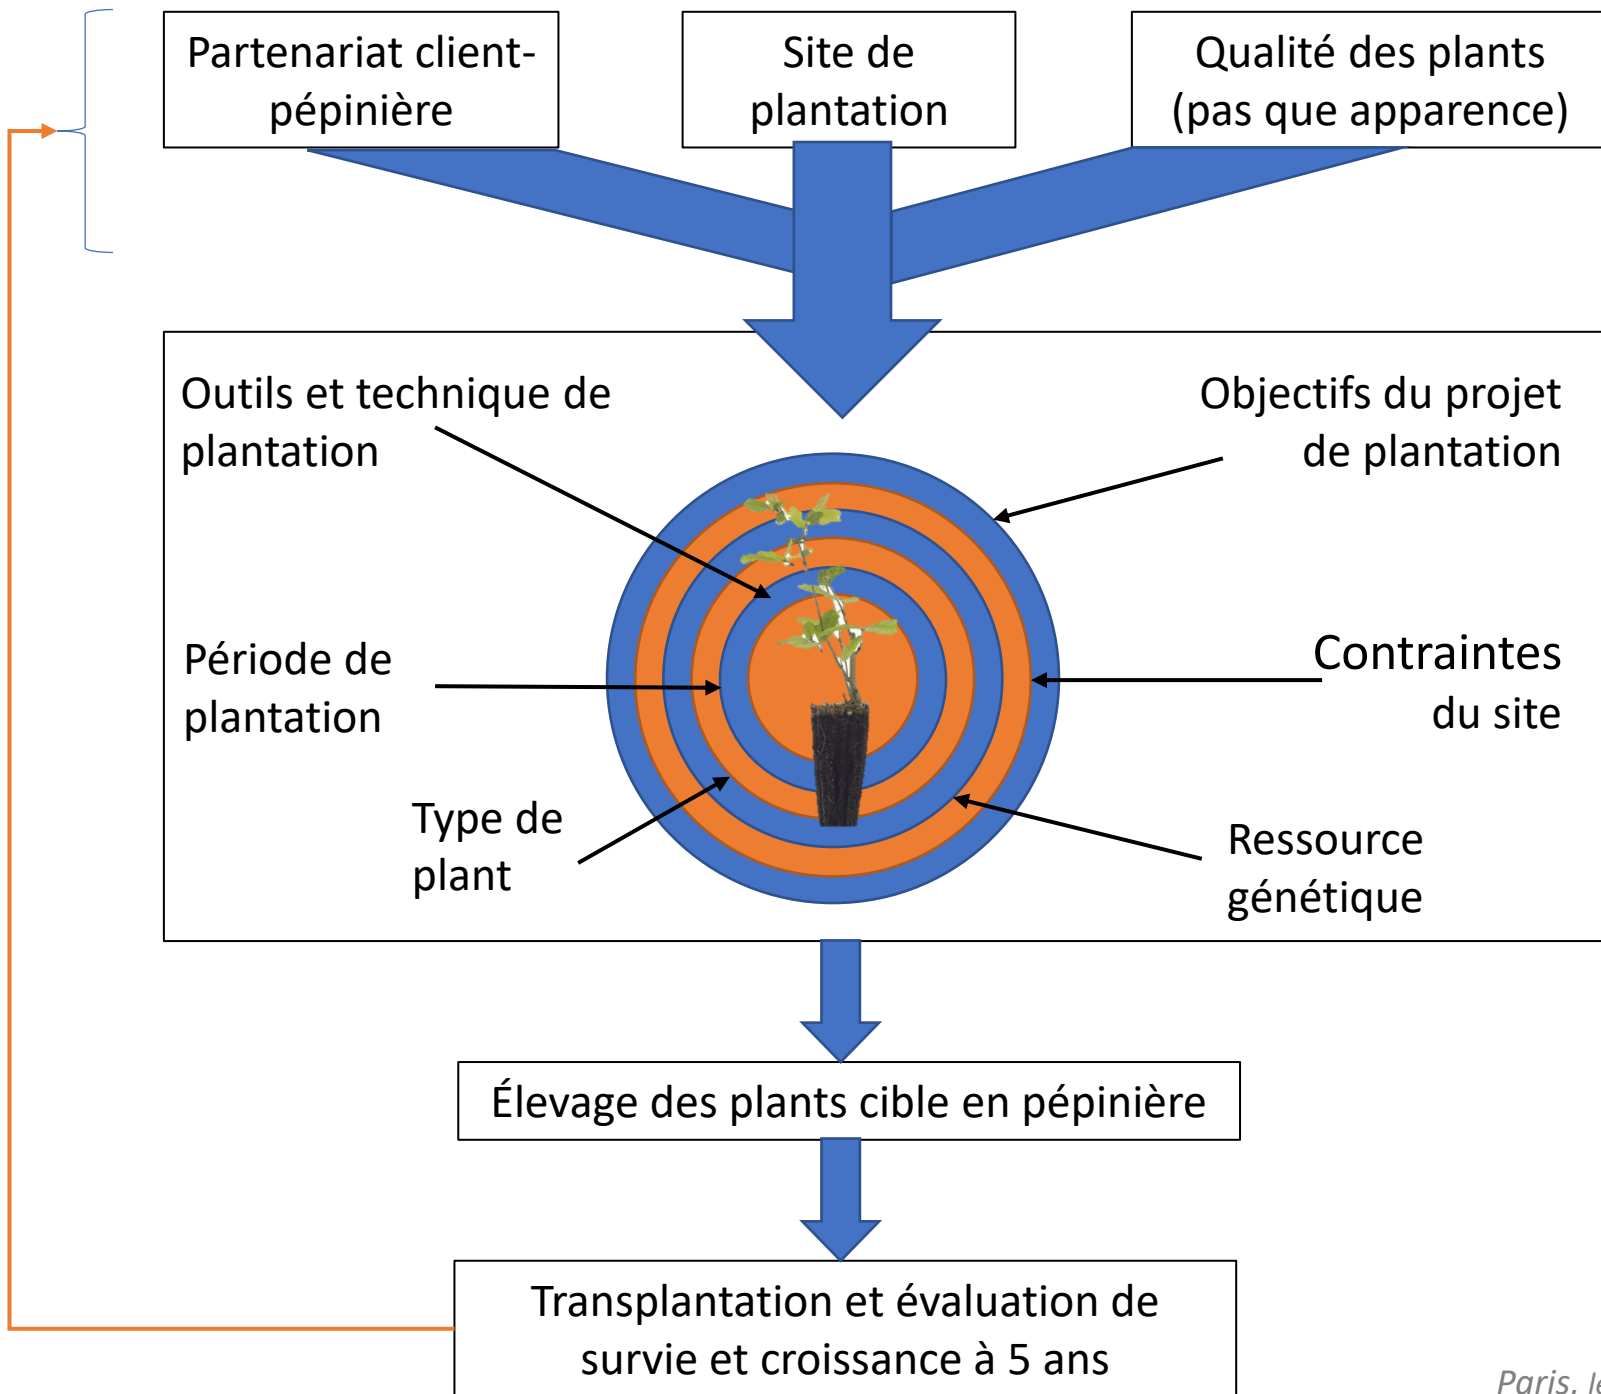 Partenariat client-
pépinière
Site de
plantation
Qualité des plants
(pas que apparence)
Outils et technique de
plantation
Objectifs du projet
de plantation
Période de
plantation
Contraintes
du site
Type de
plant
Ressource
génétique
Élevage des plants cible en pépinière
Transplantation et évaluation de
survie et croissance à 5 ans
Paris, le